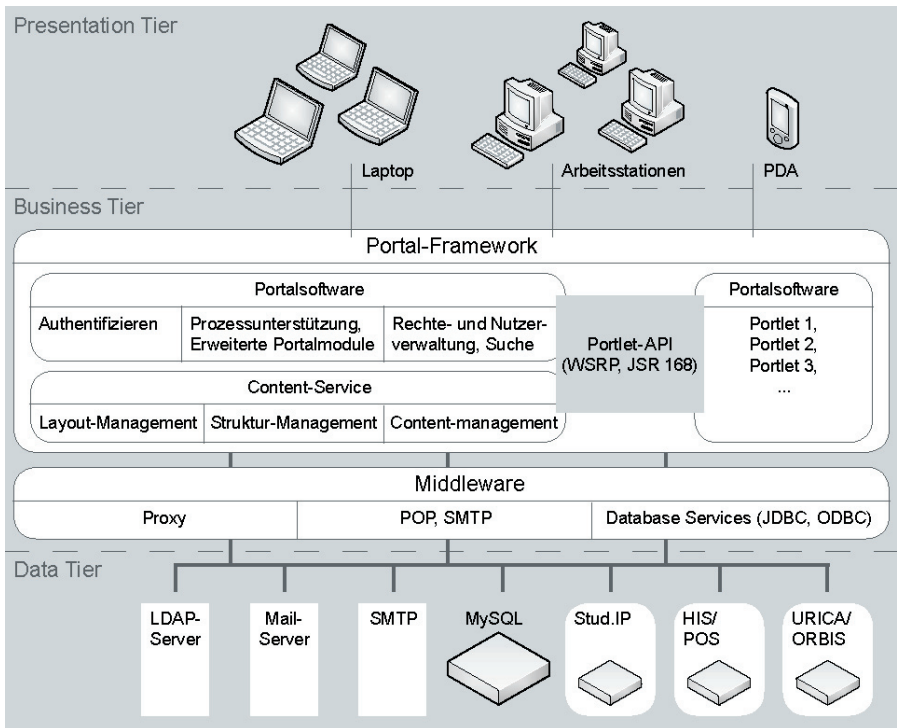 Presentation Tier
Laptop
Arbeitsstationen
PDA
Business Tier
Portal-Framework
Portalsoftware
Authentifizieren
Prozessunterstützung,
Erweiterte Portalmodule
Rechte- und Nutzer-
verwaltung, Suche
Content-Service
Layout-Management
Struktur-Management
Content-management
Portlet-API
(WSRP, JSR 168)
Portalsoftware
Portlet 1,
Portlet 2,
Portlet 3,
...
Middleware
Proxy
POP, SMTP
Database Services (JDBC, ODBC)
Data Tier
LDAP-
Server
Mail-
Server
SMTP
MySQL
Stud.IP
HIS/
POS
URICA/
ORBIS